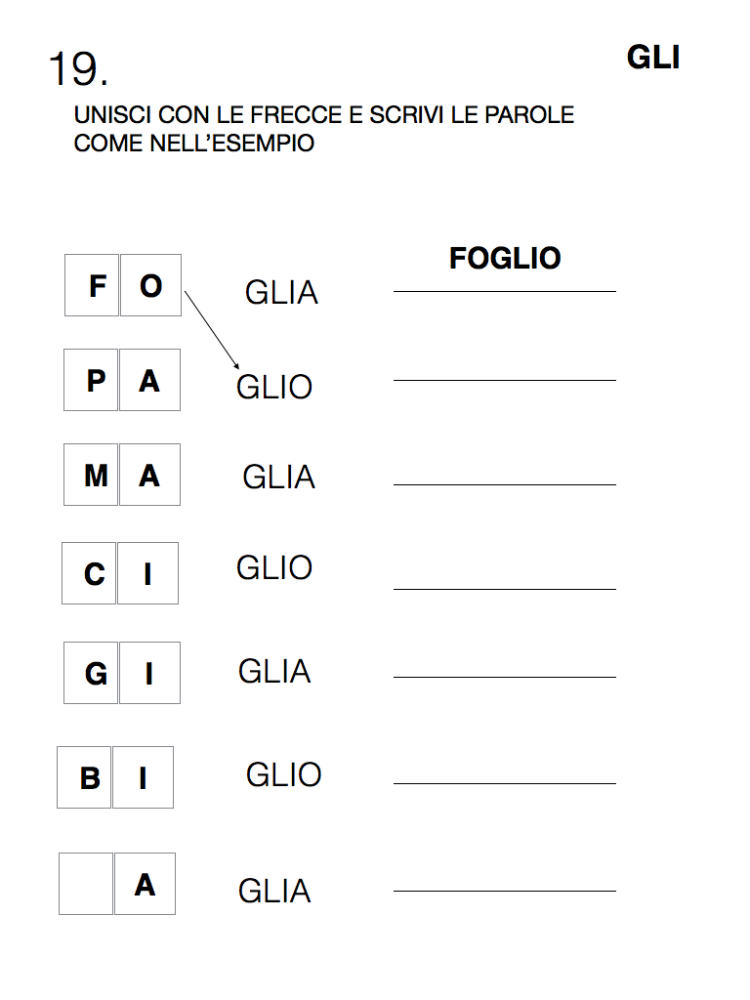 19.
GLI
UNISCI CON LE FRECCE E SCRIVI LE PAROLE
COME NELL'ESEMPIO
FOGLIO
F O GLIA
P A GLIO
M A GLIA
C I GLIO
G I GLIA
B I GLIO
A GLIA